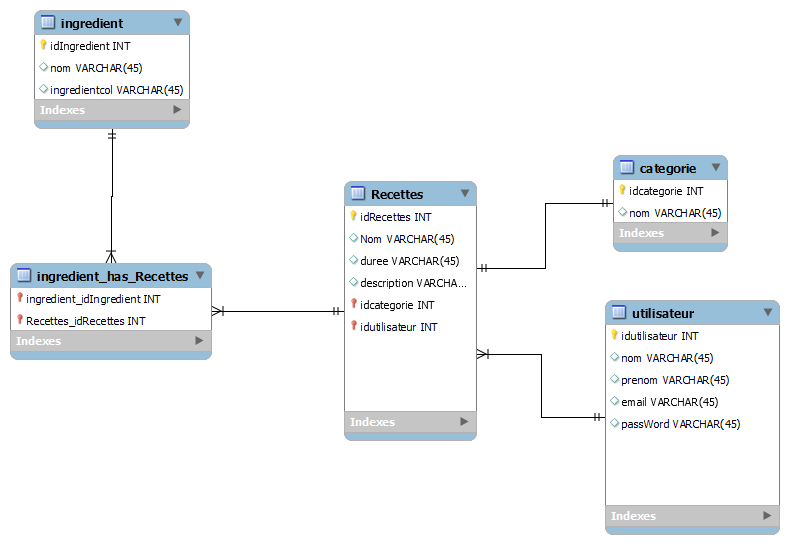 ingredient
idIngredient INT
nom VARCHAR(45)
ingredientcol VARCHAR(45)
Indexes
ingredient_has_Recettes
ingredient_idIngredient INT
Recettes_idRecettes INT
Indexes
Recettes
idRecettes INT
Nom VARCHAR(45)
duree VARCHAR(45)
description VARCHA...
idcategorie INT
idutilisateur INT
Indexes
categorie
idcategorie INT
nom VARCHAR(45)
Indexes
utilisateur
idutilisateur INT
nom VARCHAR(45)
prenom VARCHAR(45)
email VARCHAR(45)
passWord VARCHAR(45)
Indexes